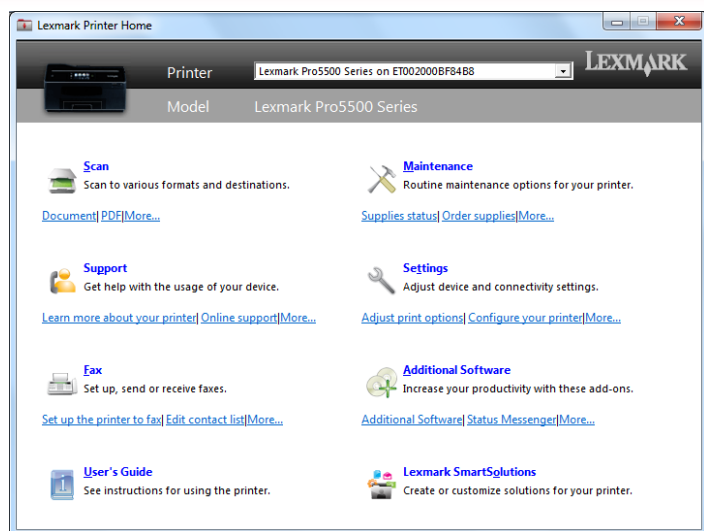 Lexmark Printer Home
Printer Lexmark Pro5500 Series on ET002000BF84B8 LEXMARK
Model Lexmark Pro5500 Series
Scan
Scan to various formats and destinations.
Document| PDF|More...
Maintenance
Routine maintenance options for your printer.
Supplies status| Order supplies|More...
Support
Get help with the usage of your device.
Learn more about your printer| Online support|More...
Settings
Adjust device and connectivity settings.
Adjust print options| Configure your printer|More...
Fax
Set up, send or receive faxes.
Set up the printer to fax| Edit contact list|More...
Additional Software
Increase your productivity with these add-ons.
Additional Software| Status Messenger|More...
User's Guide
See instructions for using the printer.
Lexmark SmartSolutions
Create or customize solutions for your printer.